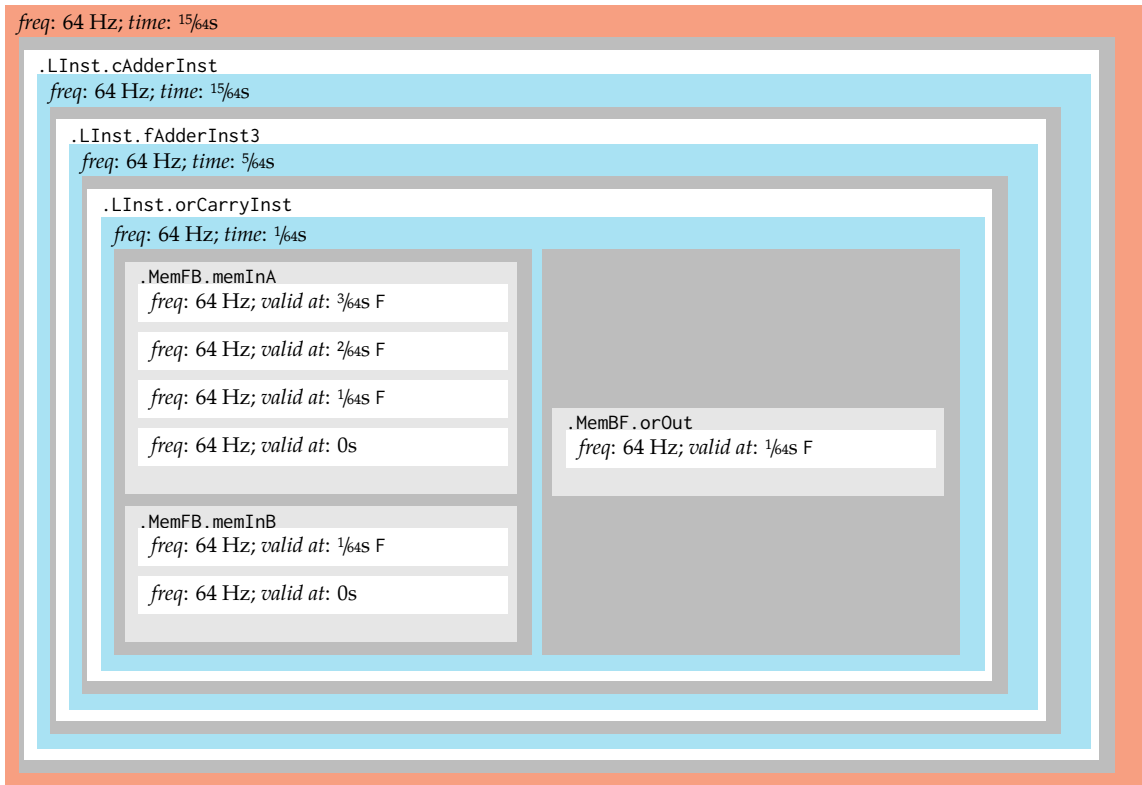 freq: 64 Hz; time: 15/64s
.LInst.cAdderInst
freq: 64 Hz; time: 15/64s
.LInst.fAdderInst3
freq: 64 Hz; time: 5/64s
.LInst.orCarryInst
freq: 64 Hz; time: 1/64s
.MemFB.memInA
freq: 64 Hz; valid at: 3/64s F
freq: 64 Hz; valid at: 2/64s F
freq: 64 Hz; valid at: 1/64s F
freq: 64 Hz; valid at: 0s
.MemFB.memInB
freq: 64 Hz; valid at: 1/64s F
freq: 64 Hz; valid at: 0s
.MemBF.orOut
freq: 64 Hz; valid at: 1/64s F